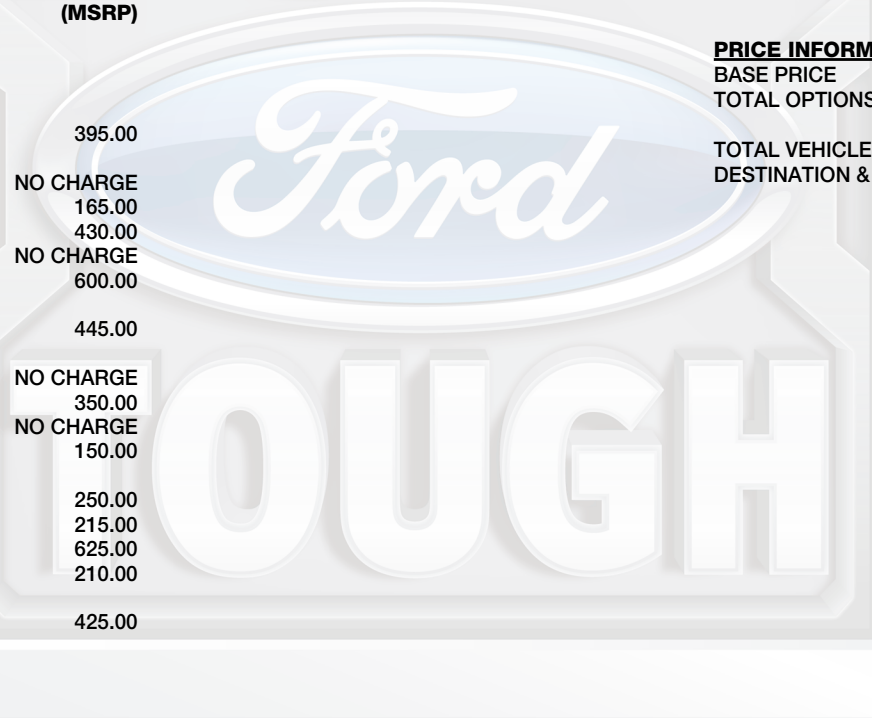 (MSRP)
395.00
NO CHARGE
165.00
430.00
NO CHARGE
600.00
445.00
NO CHARGE
350.00
NO CHARGE
150.00
250.00
215.00
625.00
210.00
425.00
PRICE INFORM
BASE PRICE
TOTAL OPTIONS
TOTAL VEHICLE
DESTINATION &
Ford
TOUGH